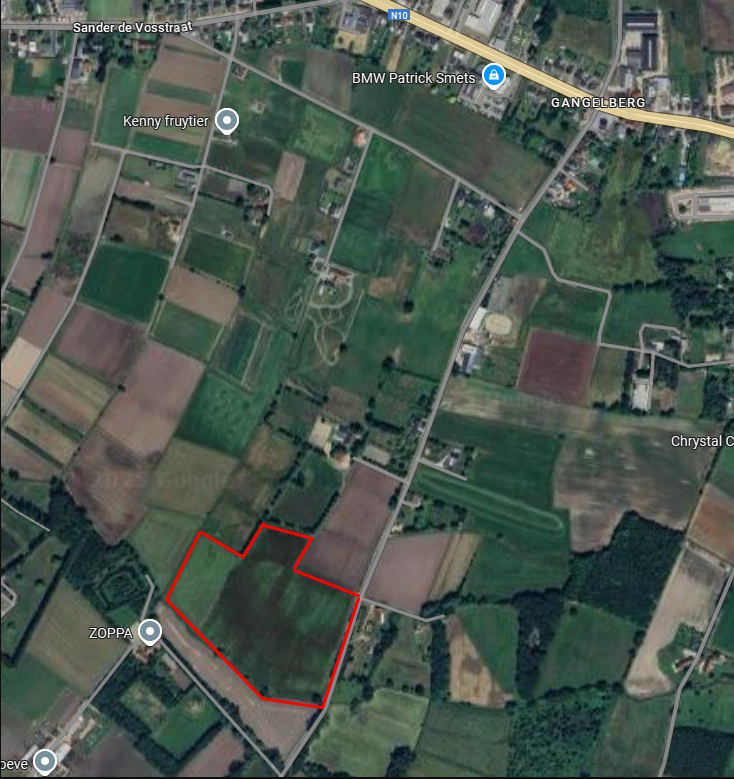 N10
Sander de Vosstraat
BMW Patrick Smets
GANGELBERG
Kenny fruytier
Chrystal C
ZOPPA
oeve